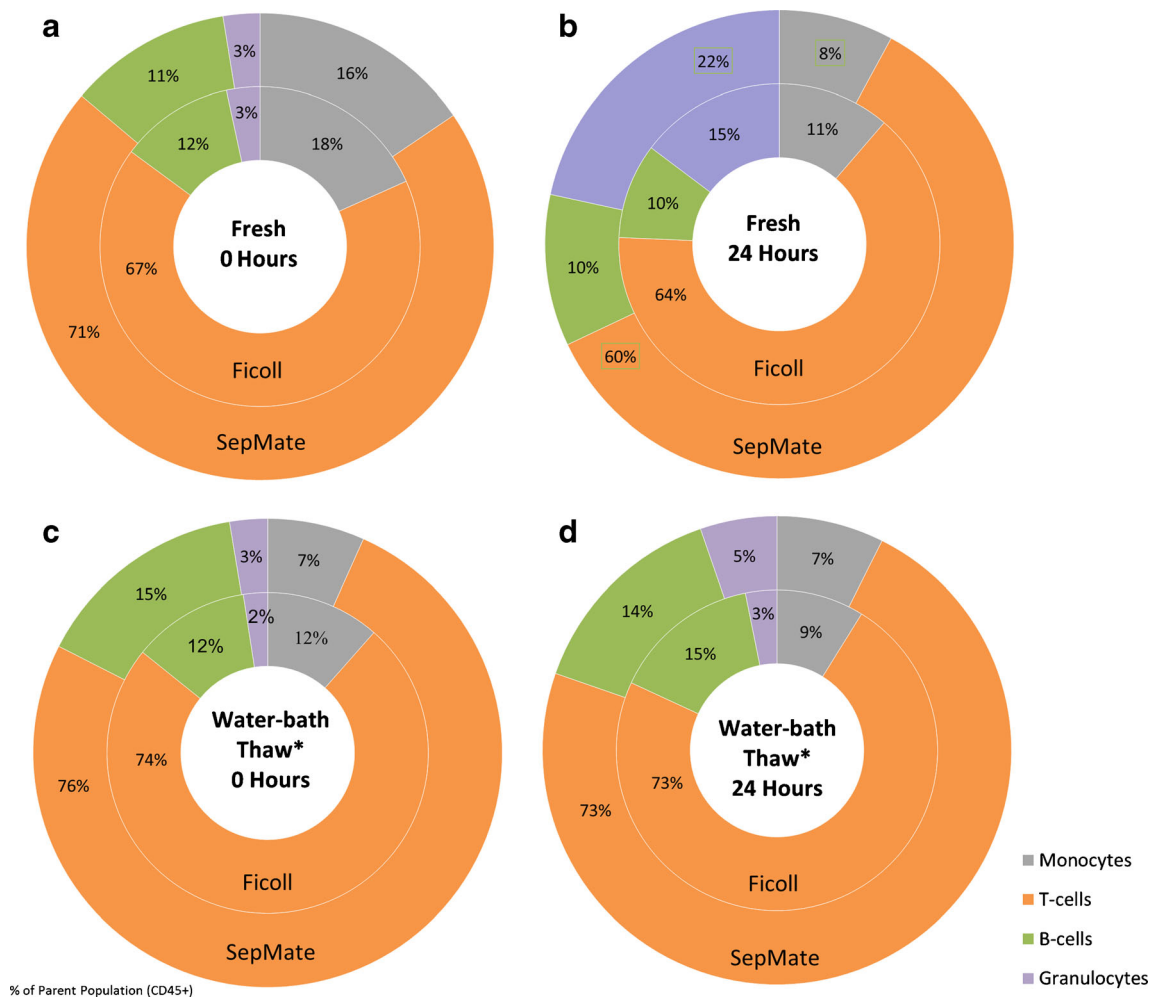 a
3%
16%
11%
3%
12%
18%
Fresh
0 Hours
67%
71%
Ficoll
SepMate
b
22%
8%
15%
11%
10%
10%
Fresh
24 Hours
64%
60%
Ficoll
SepMate
c
3%
7%
15%
2%
12%
12%
Water-bath
Thaw*
0 Hours
74%
76%
Ficoll
SepMate
d
5%
7%
14%
3%
9%
15%
Water-bath
Thaw*
24 Hours
73%
73%
Ficoll
SepMate
Monocytes
T-cells
B-cells
Granulocytes
% of Parent Population (CD45+)